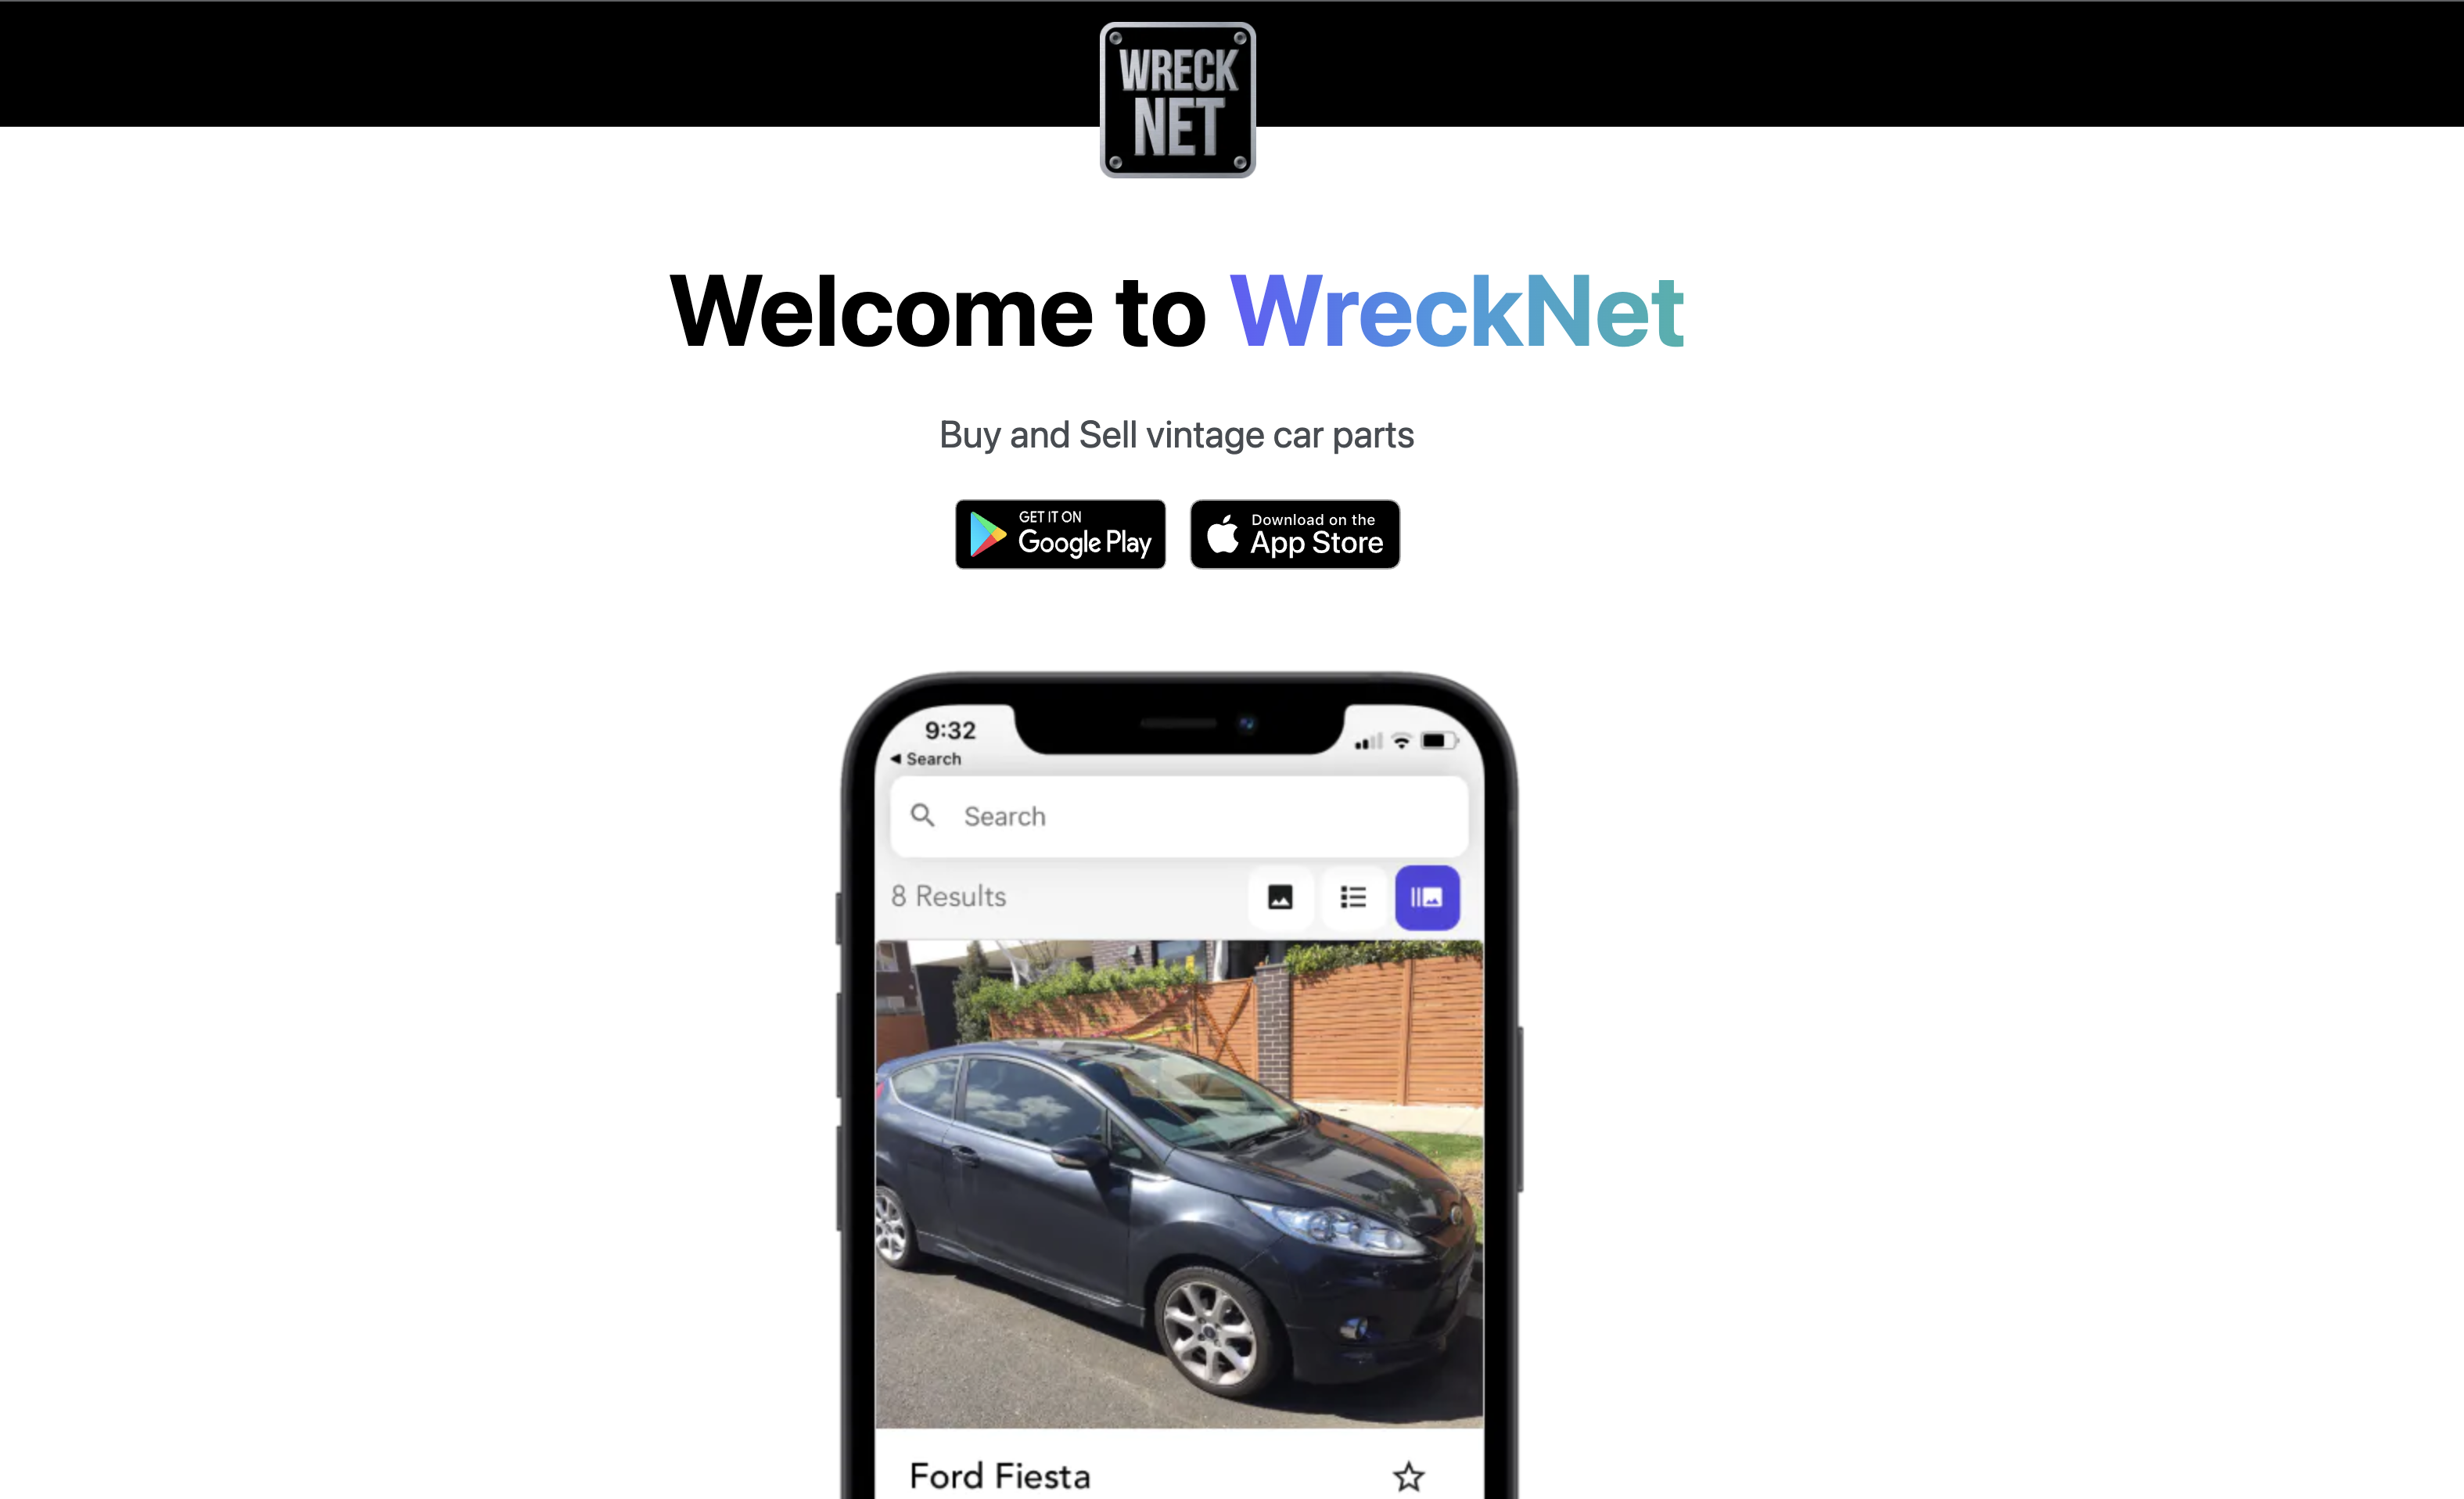 WRECK
NET
Welcome to WreckNet
Buy and Sell vintage car parts
GET IT ON
Google Play
Download on the
App Store
9:32
Search
Search
8 Results
Ford Fiesta